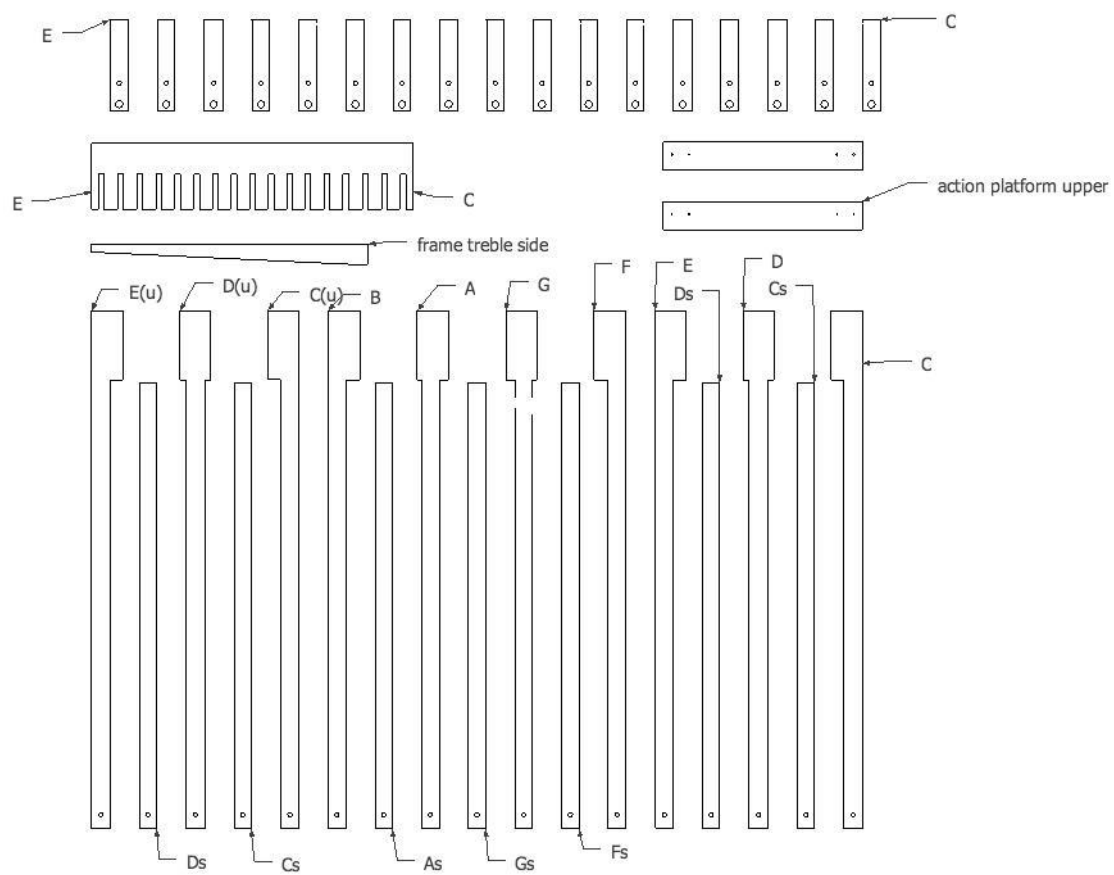 E
C
E
C
action platform upper
frame treble side
E(u)
D(u)
C(u)
B
A
G
F
E
Ds
D
Cs
C
Ds
Cs
As
Gs
Fs